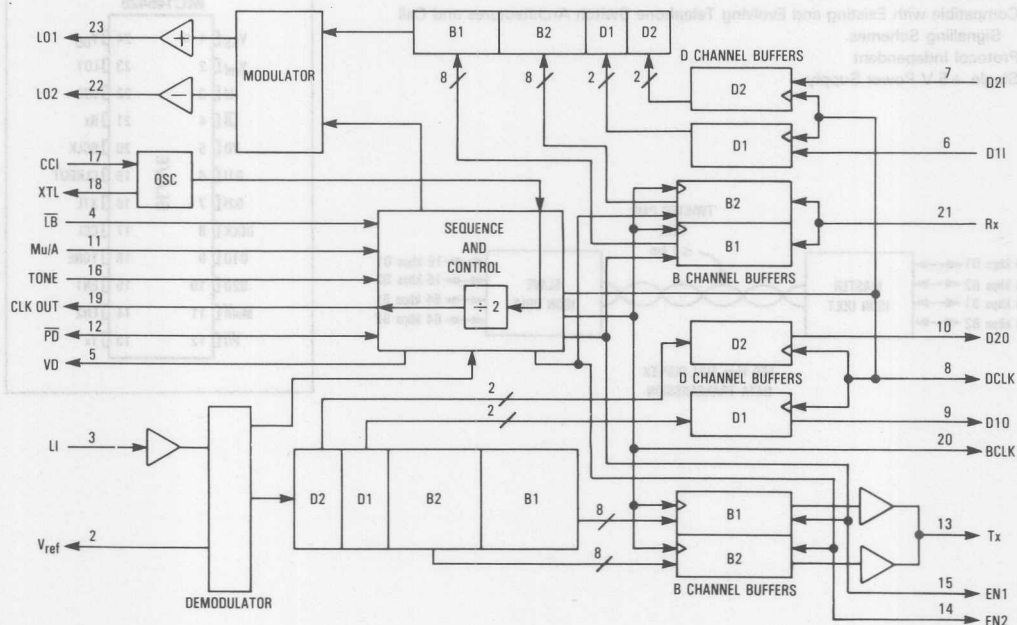 Compatible with Existing and Evolving Telephone Switch Architectures and Call
Signalling Schemes.
Protocol Independent
LO1
23
LO2
22
MODULATOR
B1
B2
D1
D2
8
8
2
2
D CHANNEL BUFFERS
D2
D1
7
D2I
6
D1I
CCI
17
XTL
18
OSC
LB
4
Mu/A
11
TONE
16
CLK OUT
19
PD
12
VD
5
SEQUENCE
AND
CONTROL
÷ 2
B2
B1
B CHANNEL BUFFERS
21
Rx
D2
D CHANNEL BUFFERS
D1
10
D2O
8
DCLK
9
D1O
20
BCLK
LI
3
Vref
2
DEMODULATOR
2
2
D2
D1
B2
B1
8
8
B1
B2
B CHANNEL BUFFERS
13
Tx
15
EN1
14
EN2